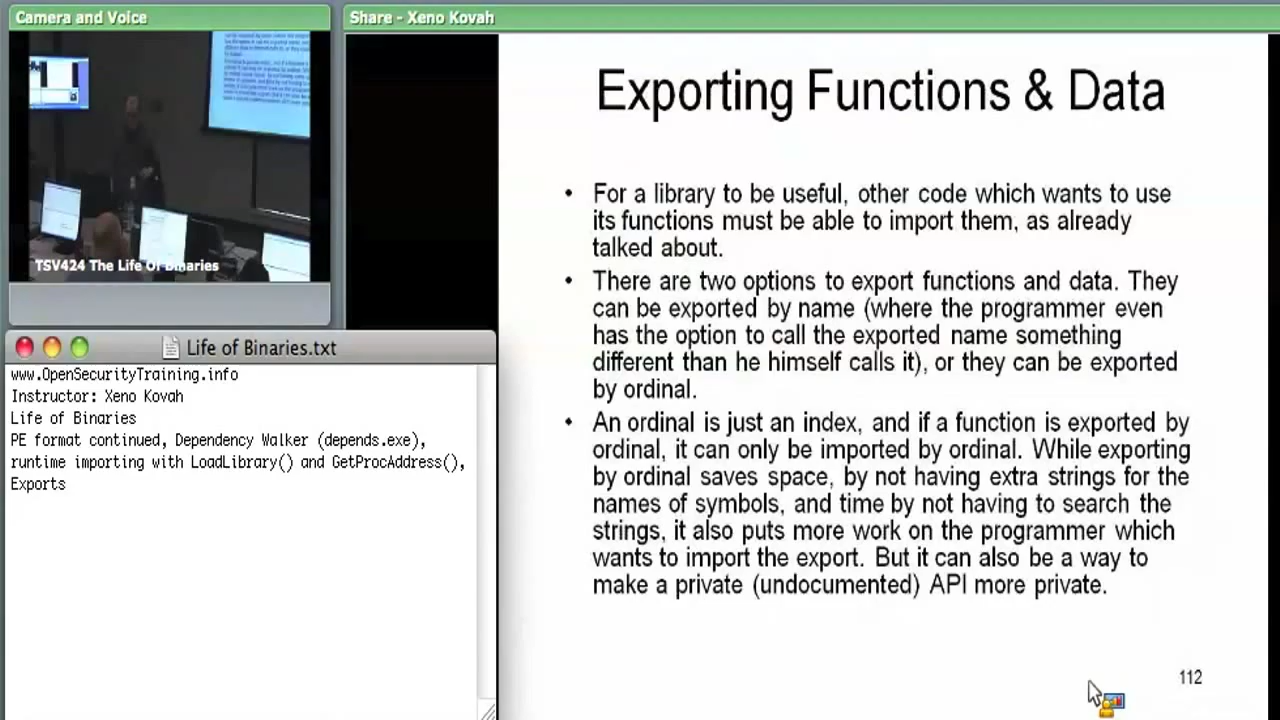 Camera and Voice
TSV424 The Life Of Binaries
Life of Binaries.txt
www.OpenSecurityTraining.info
Instructor: Xeno Kovah
Life of Binaries
PE format continued, Dependency Walker (depends.exe),
runtime importing with LoadLibrary() and GetProcAddress(),
Exports
Share - Xeno Kovah
Exporting Functions & Data
• For a library to be useful, other code which wants to use
its functions must be able to import them, as already
talked about.
• There are two options to export functions and data. They
can be exported by name (where the programmer even
has the option to call the exported name something
different than he himself calls it), or they can be exported
by ordinal.
• An ordinal is just an index, and if a function is exported by
ordinal, it can only be imported by ordinal. While exporting
by ordinal saves space, by not having extra strings for the
names of symbols, and time by not having to search the
strings, it also puts more work on the programmer which
wants to import the export. But it can also be a way to
make a private (undocumented) API more private.
112